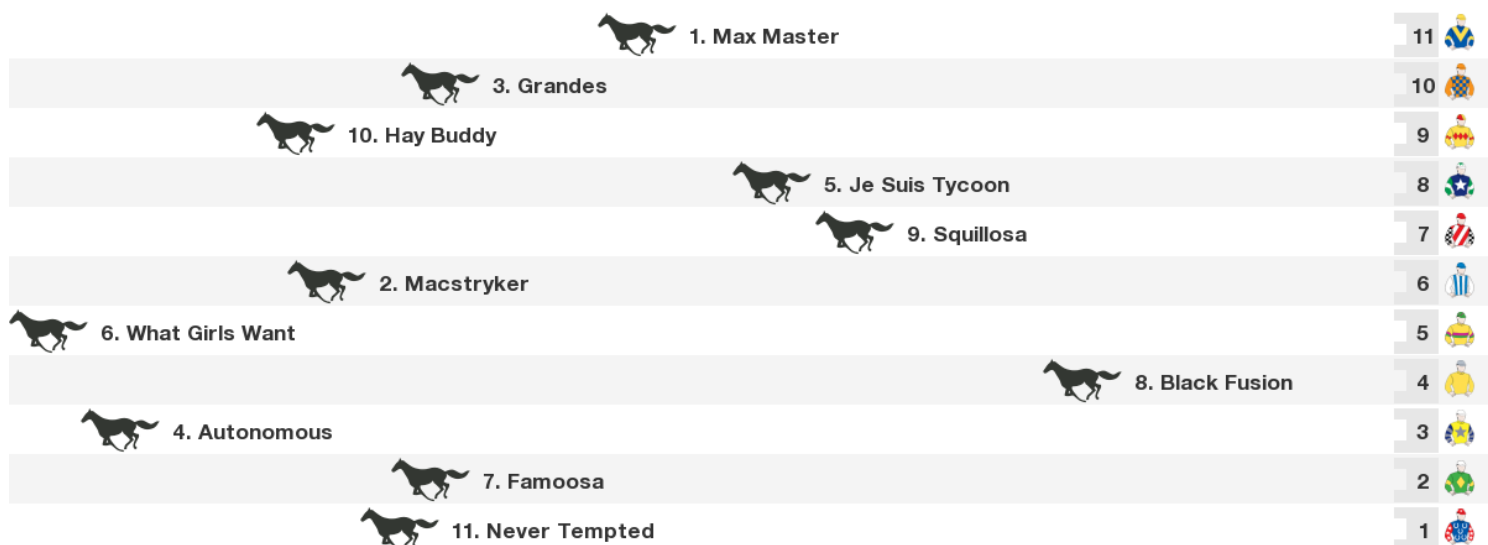 1. Max Master 11
3. Grandes 10
10. Hay Buddy 9
5. Je Suis Tycoon 8
9. Squillosa 7
2. Macstryker 6
6. What Girls Want 5
8. Black Fusion 4
4. Autonomous 3
7. Famoosa 2
11. Never Tempted 1